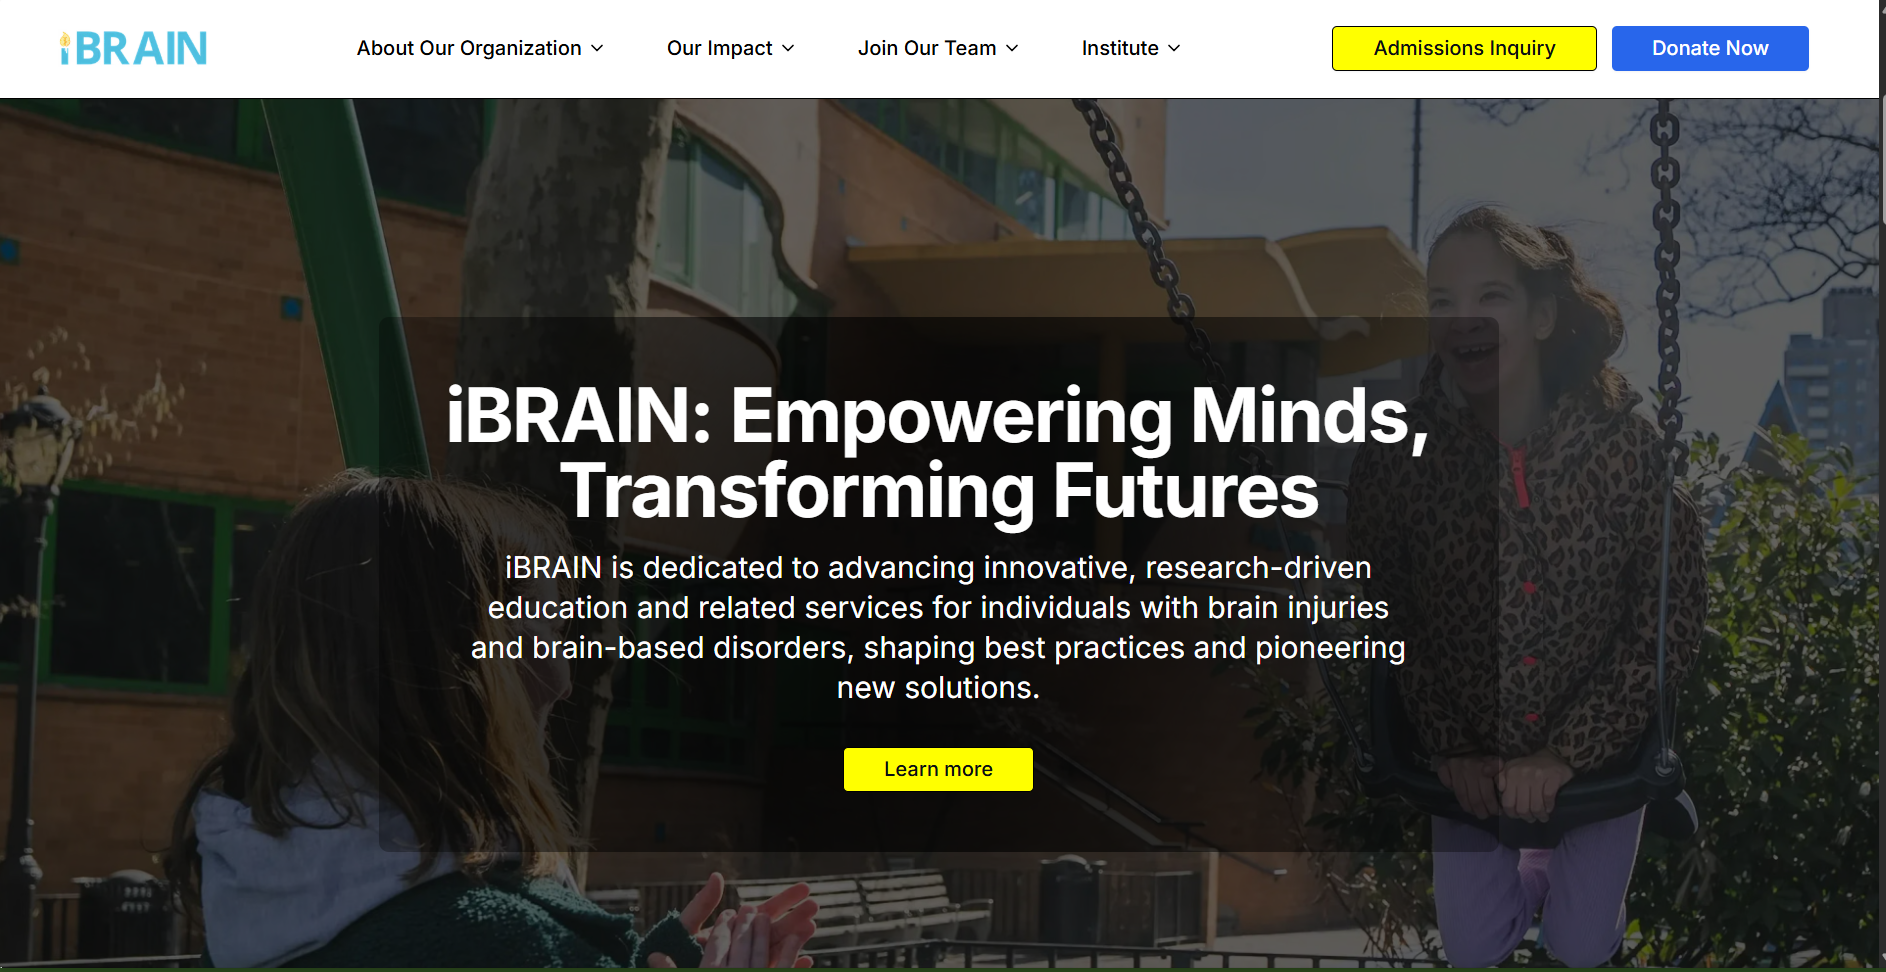 iBRAIN
About Our Organization
Our Impact
Join Our Team
Institute
Admissions Inquiry
Donate Now
iBRAIN: Empowering Minds,
Transforming Futures
iBRAIN is dedicated to advancing innovative, research-driven
education and related services for individuals with brain injuries
and brain-based disorders, shaping best practices and pioneering
new solutions.
Learn more